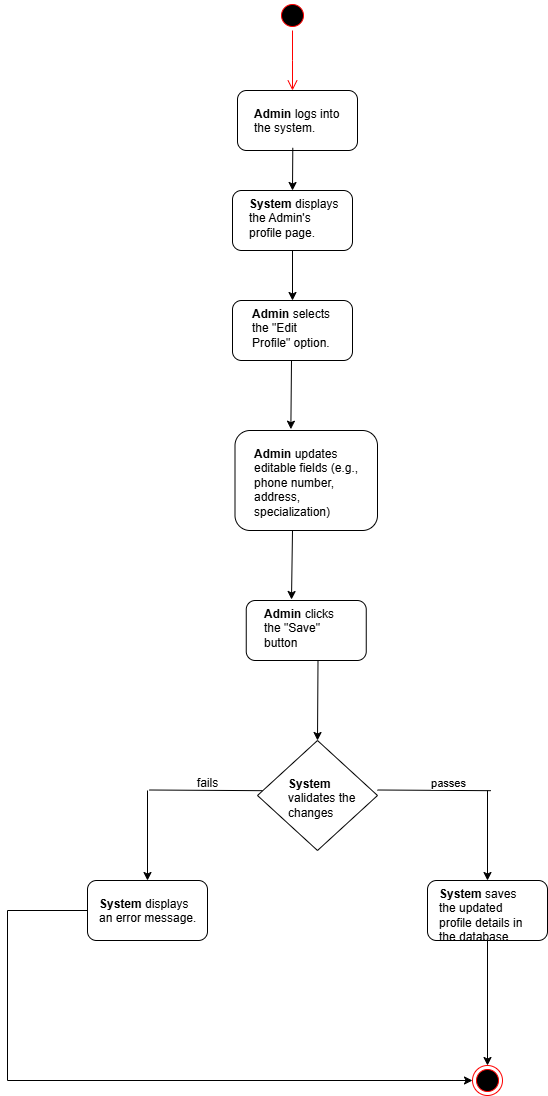 Admin logs into
the system.
System displays
the Admin's
profile page.
Admin selects
the "Edit
Profile" option.
Admin updates
editable fields (e.g.,
phone number,
address,
specialization)
Admin clicks
the "Save"
button
System
validates the
changes
fails
passes
System displays
an error message.
System saves
the updated
profile details in
the database